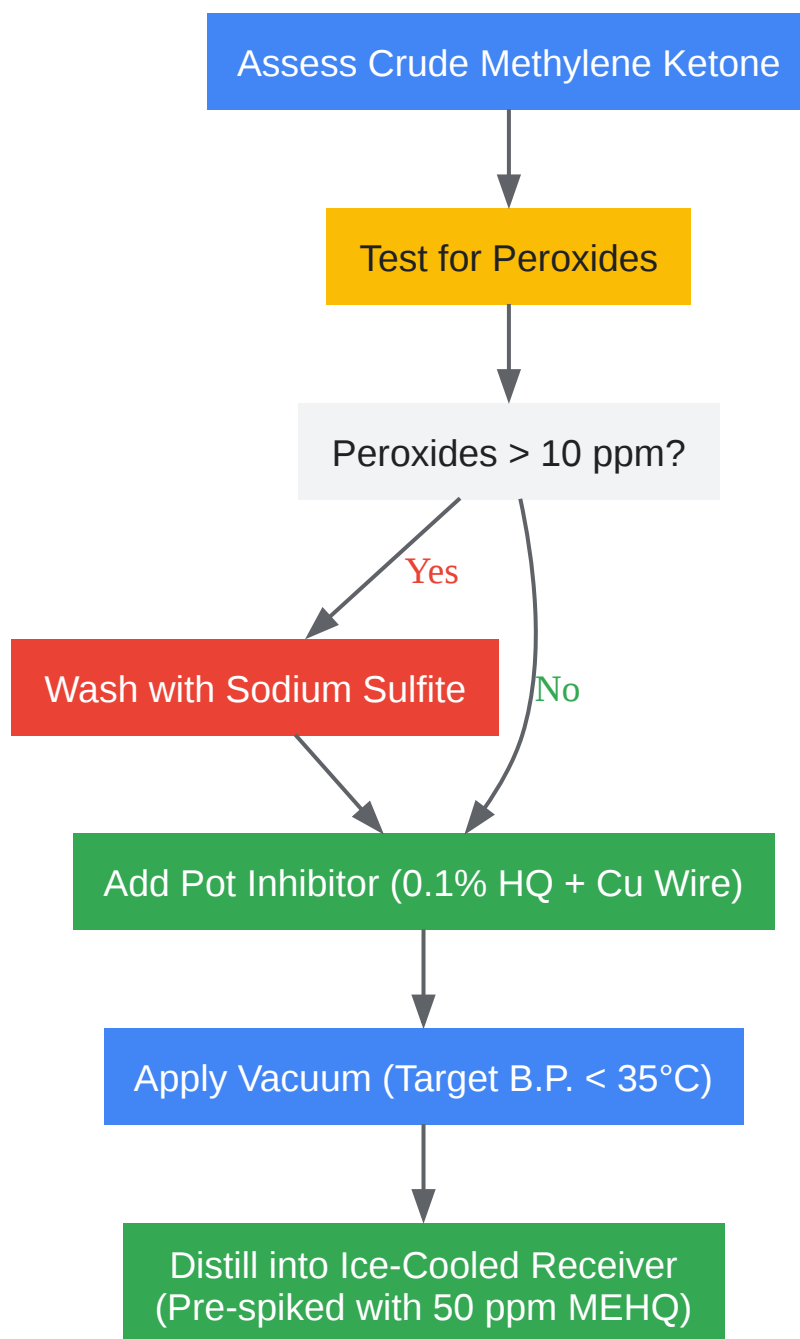 Assess Crude Methylene Ketone
Test for Peroxides
Peroxides > 10 ppm?
Yes
Wash with Sodium Sulfite
No
Add Pot Inhibitor (0.1% HQ + Cu Wire)
Apply Vacuum (Target B.P. < 35°C)
Distill into Ice-Cooled Receiver
(Pre-spiked with 50 ppm MEHQ)